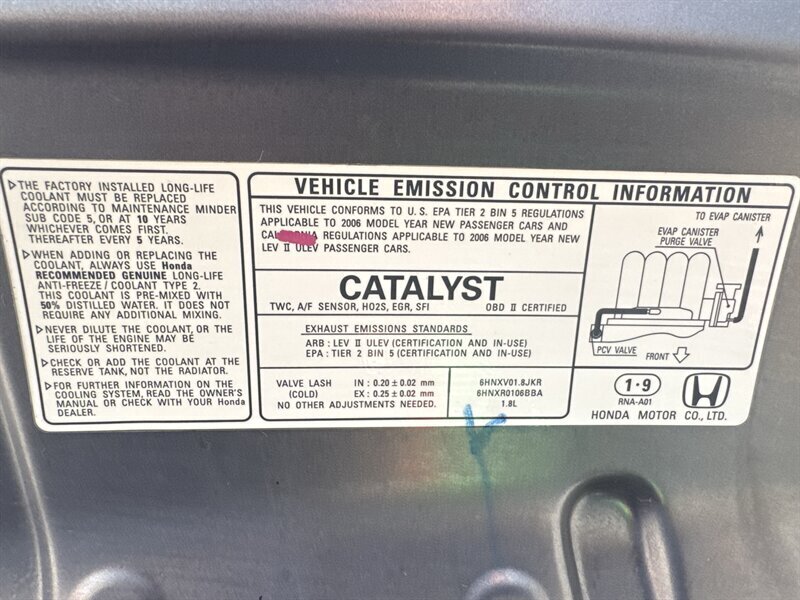 ▷THE FACTORY INSTALLED LONG-LIFE
COOLANT MUST BE REPLACED
ACCORDING TO MAINTENANCE MINDER
SUB CODE 5, OR AT 10 YEARS
WHICHEVER COMES FIRST.
THEREAFTER EVERY 5 YEARS.
▷WHEN ADDING OR REPLACING THE
COOLANT, ALWAYS USE Honda
RECOMMENDED GENUINE LONG-LIFE
ANTI-FREEZE/COOLANT TYPE 2.
THIS COOLANT IS PRE-MIXED WITH
50% DISTILLED WATER. IT DOES NOT
REQUIRE ANY ADDITIONAL MIXING.
▷NEVER DILUTE THE COOLANT, OR THE
LIFE OF THE ENGINE MAY BE
SERIOUSLY SHORTENED.
▷CHECK OR ADD THE COOLANT AT THE
RESERVE TANK, NOT THE RADIATOR.
▷FOR FURTHER INFORMATION ON THE
COOLING SYSTEM, READ THE OWNER'S
MANUAL OR CHECK WITH YOUR Honda
DEALER.
VEHICLE EMISSION CONTROL INFORMATION
THIS VEHICLE CONFORMS TO U.S. EPA TIER 2 BIN 5 REGULATIONS
APPLICABLE TO 2006 MODEL YEAR NEW PASSENGER CARS AND
CALIFORNIA REGULATIONS APPLICABLE TO 2006 MODEL YEAR NEW
LEV II ULEV PASSENGER CARS.
CATALYST
TWC, A/F SENSOR, HO2S, EGR, SFI OBD II CERTIFIED
EXHAUST EMISSIONS STANDARDS
ARB : LEV II ULEV (CERTIFICATION AND IN-USE)
EPA : TIER 2 BIN 5 (CERTIFICATION AND IN-USE)
VALVE LASH IN : 0.20 ± 0.02 mm
(COLD) EX : 0.25 ± 0.02 mm
NO OTHER ADJUSTMENTS NEEDED.
6HNXV01.8JKR
6HNXR0106BBA
1.8L
TO EVAP CANISTER
EVAP CANISTER
PURGE VALVE
PCV VALVE FRONT
1·9
RNA-A01
HONDA MOTOR CO., LTD.